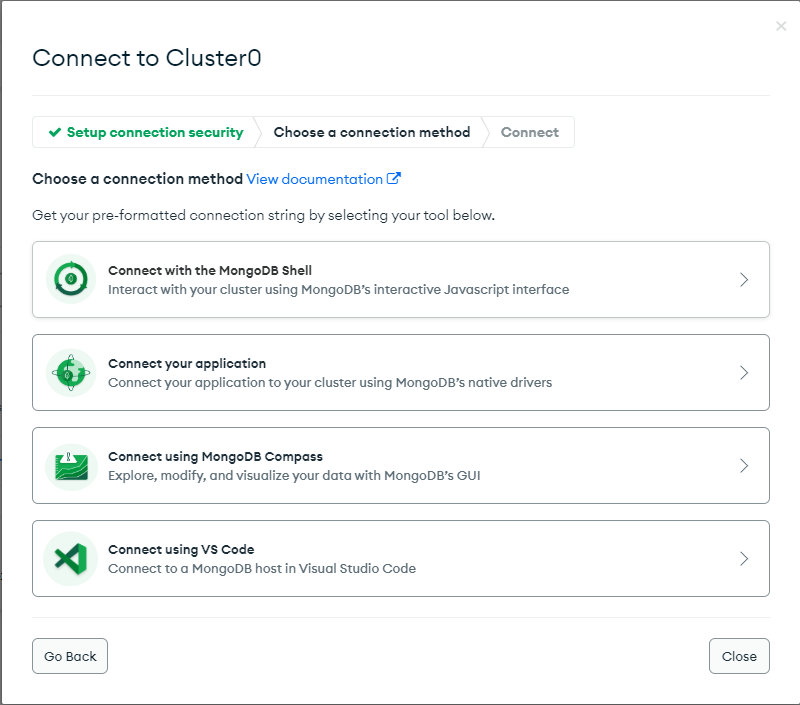 Connect to Cluster0
Setup connection security
Choose a connection method
Connect
Choose a connection method View documentation
Get your pre-formatted connection string by selecting your tool below.
Connect with the MongoDB Shell
Interact with your cluster using MongoDB's interactive Javascript interface
Connect your application
Connect your application to your cluster using MongoDB's native drivers
Connect using MongoDB Compass
Explore, modify, and visualize your data with MongoDB's GUI
Connect using VS Code
Connect to a MongoDB host in Visual Studio Code
Go Back
Close